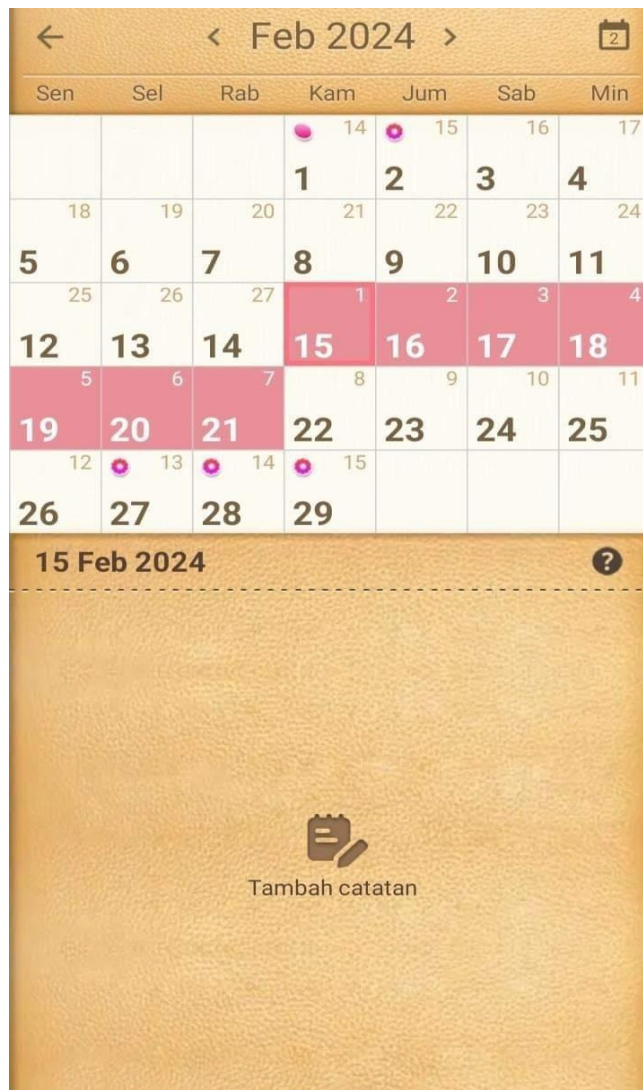 < Feb 2024 > 2
Sen Sel Rab Kam Jum Sab Min
14 15 16 17
1 2 3 4
18 19 20 21 22 23 24
5 6 7 8 9 10 11
25 26 27 1 2 3 4
12 13 14 15 16 17 18
5 6 7 8 9 10 11
19 20 21 22 23 24 25
12 13 14 15
26 27 28 29
15 Feb 2024 ?
Tambah catatan